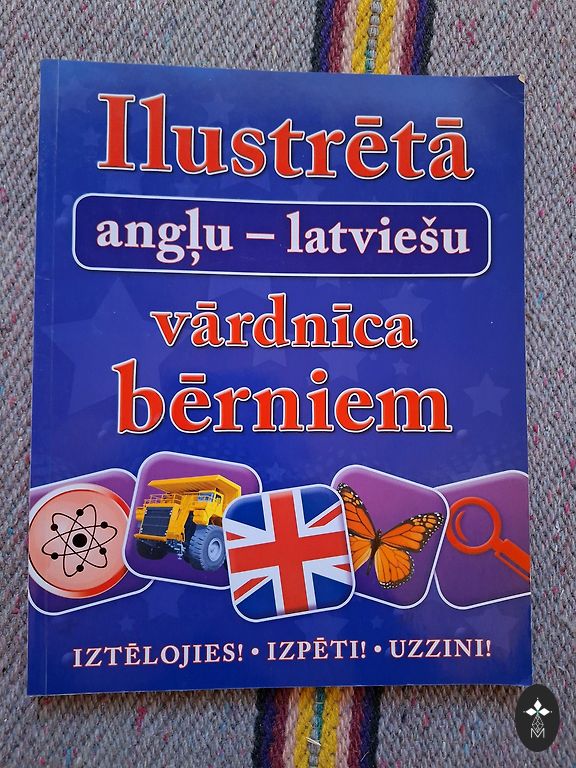 Ilustrētā
angļu – latviešu
vārdnīca
bērniem
IZTĒLOJIES! • IZPĒTI! • UZZINI!